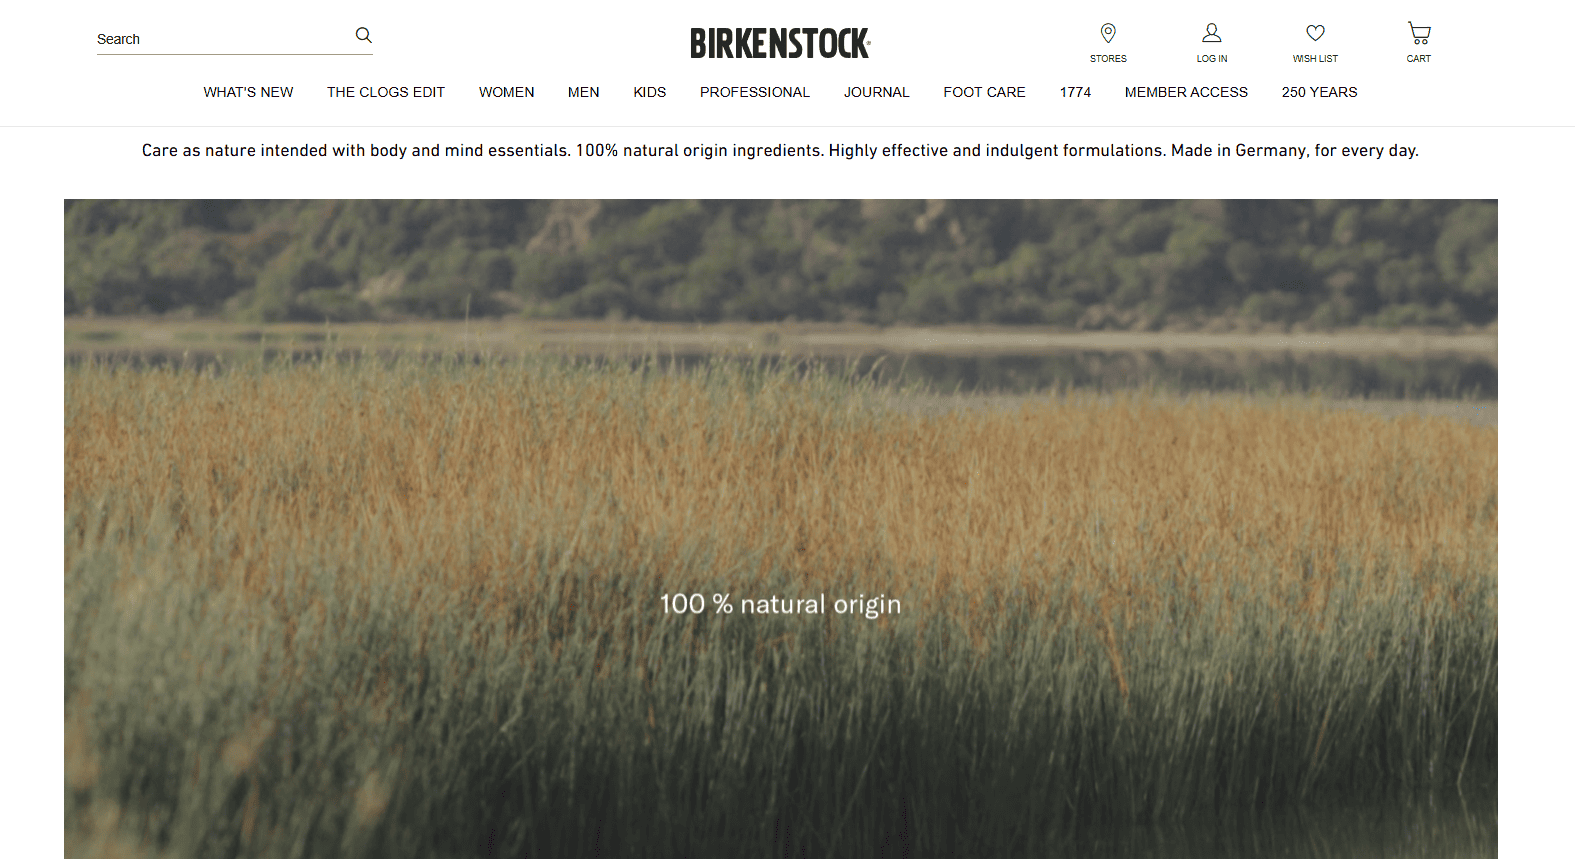 Search
BIRKENSTOCK
STORES
LOG IN
WISH LIST
CART
WHAT'S NEW
THE CLOGS EDIT
WOMEN
MEN
KIDS
PROFESSIONAL
JOURNAL
FOOT CARE
1774
MEMBER ACCESS
250 YEARS
Care as nature intended with body and mind essentials. 100% natural origin ingredients. Highly effective and indulgent formulations. Made in Germany, for every day.
100 % natural origin